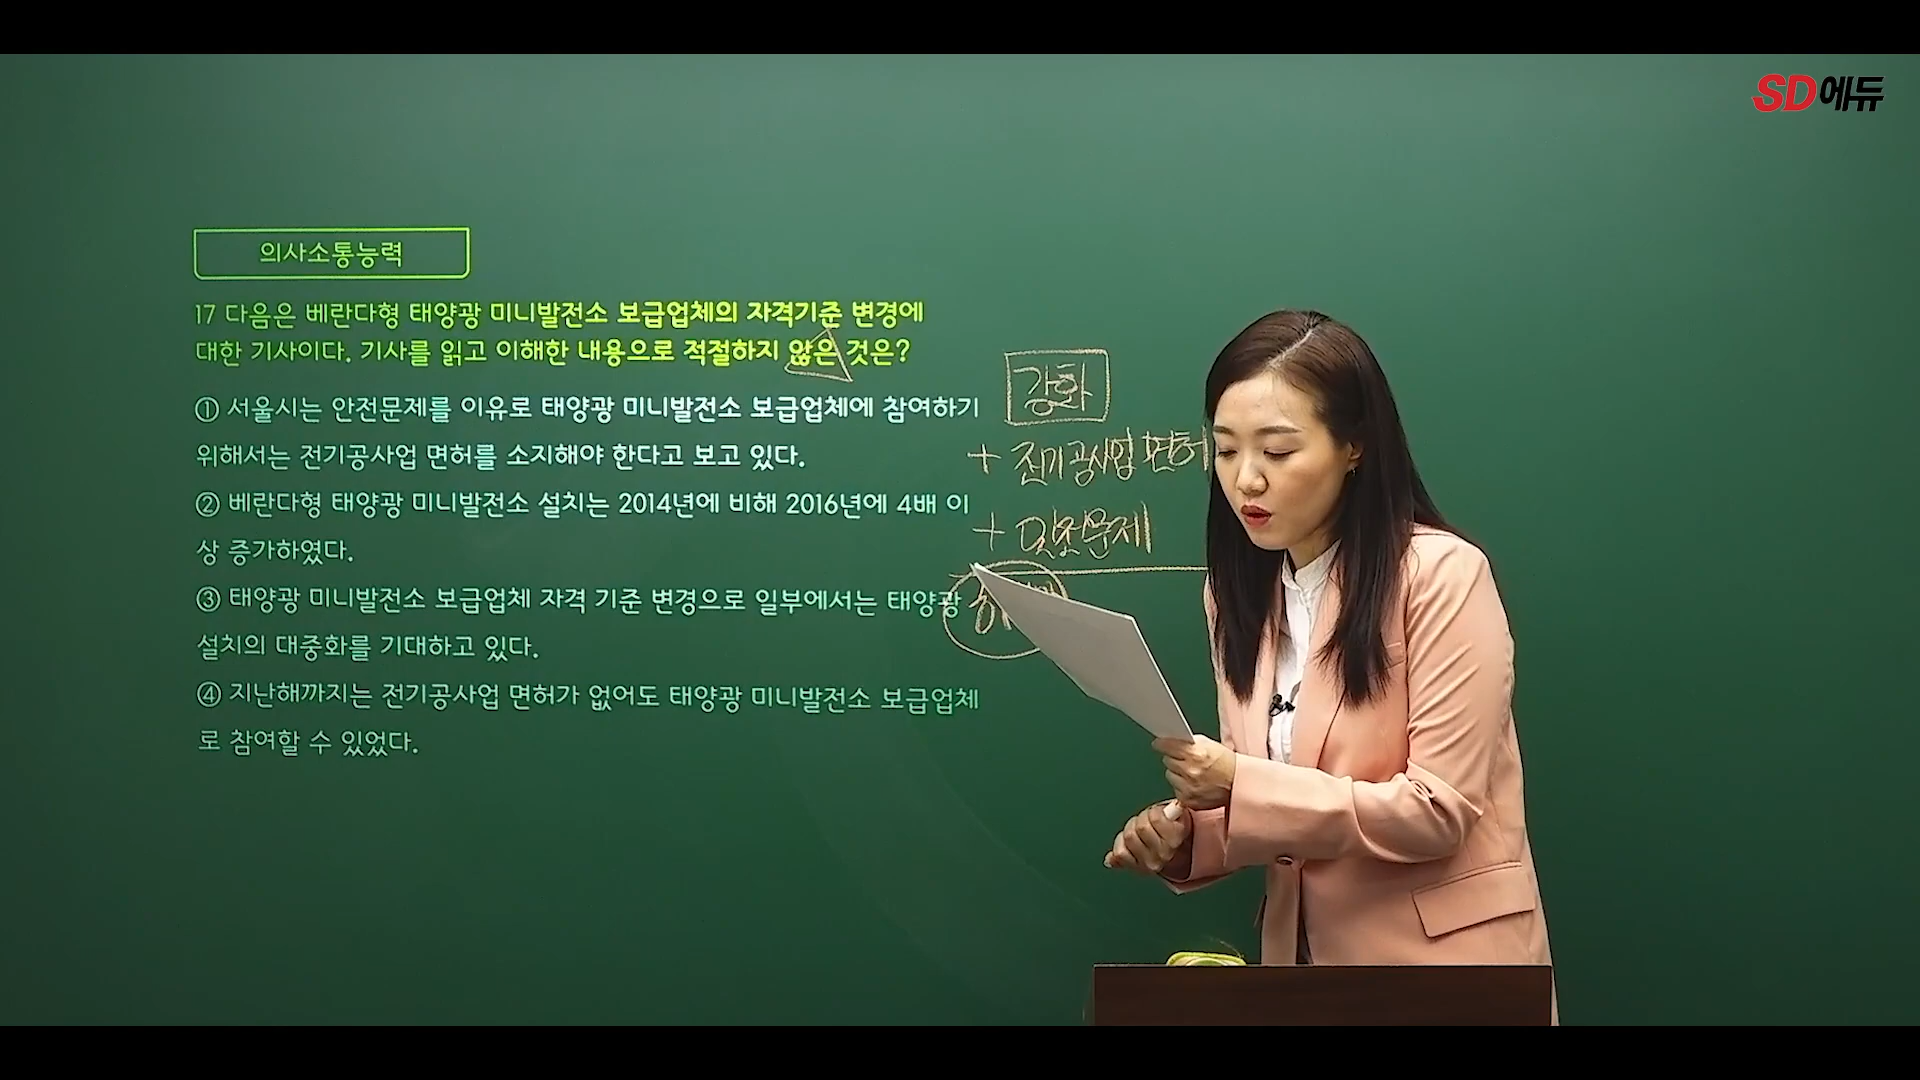 SD에듀
의사소통능력
17 다음은 베란다형 태양광 미니발전소 보급업체의 자격기준 변경에
대한 기사이다. 기사를 읽고 이해한 내용으로 적절하지 않은 것은?
① 서울시는 안전문제를 이유로 태양광 미니발전소 보급업체에 참여하기
위해서는 전기공사업 면허를 소지해야 한다고 보고 있다.
② 베란다형 태양광 미니발전소 설치는 2014년에 비해 2016년에 4배 이
상 증가하였다.
③ 태양광 미니발전소 보급업체 자격 기준 변경으로 일부에서는 태양광
설치의 대중화를 기대하고 있다.
④ 지난해까지는 전기공사업 면허가 없어도 태양광 미니발전소 보급업체
로 참여할 수 있었다.
강화
+ 전기공사업 면허
+ 안전문제